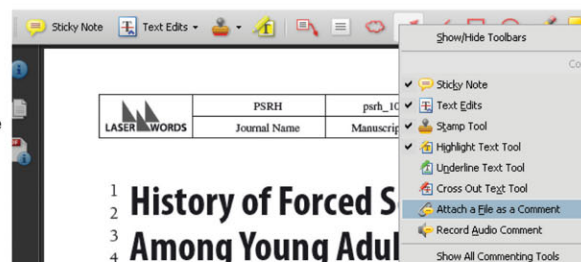 Sticky Note Text Edits
Show/Hide Toolbars
Sticky Note
Text Edits
Stamp Tool
Highlight Text Tool
Underline Text Tool
Cross Out Text Tool
Attach a File as a Comment
Record Audio Comment
Show All Commenting Tools
PSRH psrh_10
LASER WORDS Journal Name Manuscrip
1 History of Forced S
2
3 Among Young Adul
4